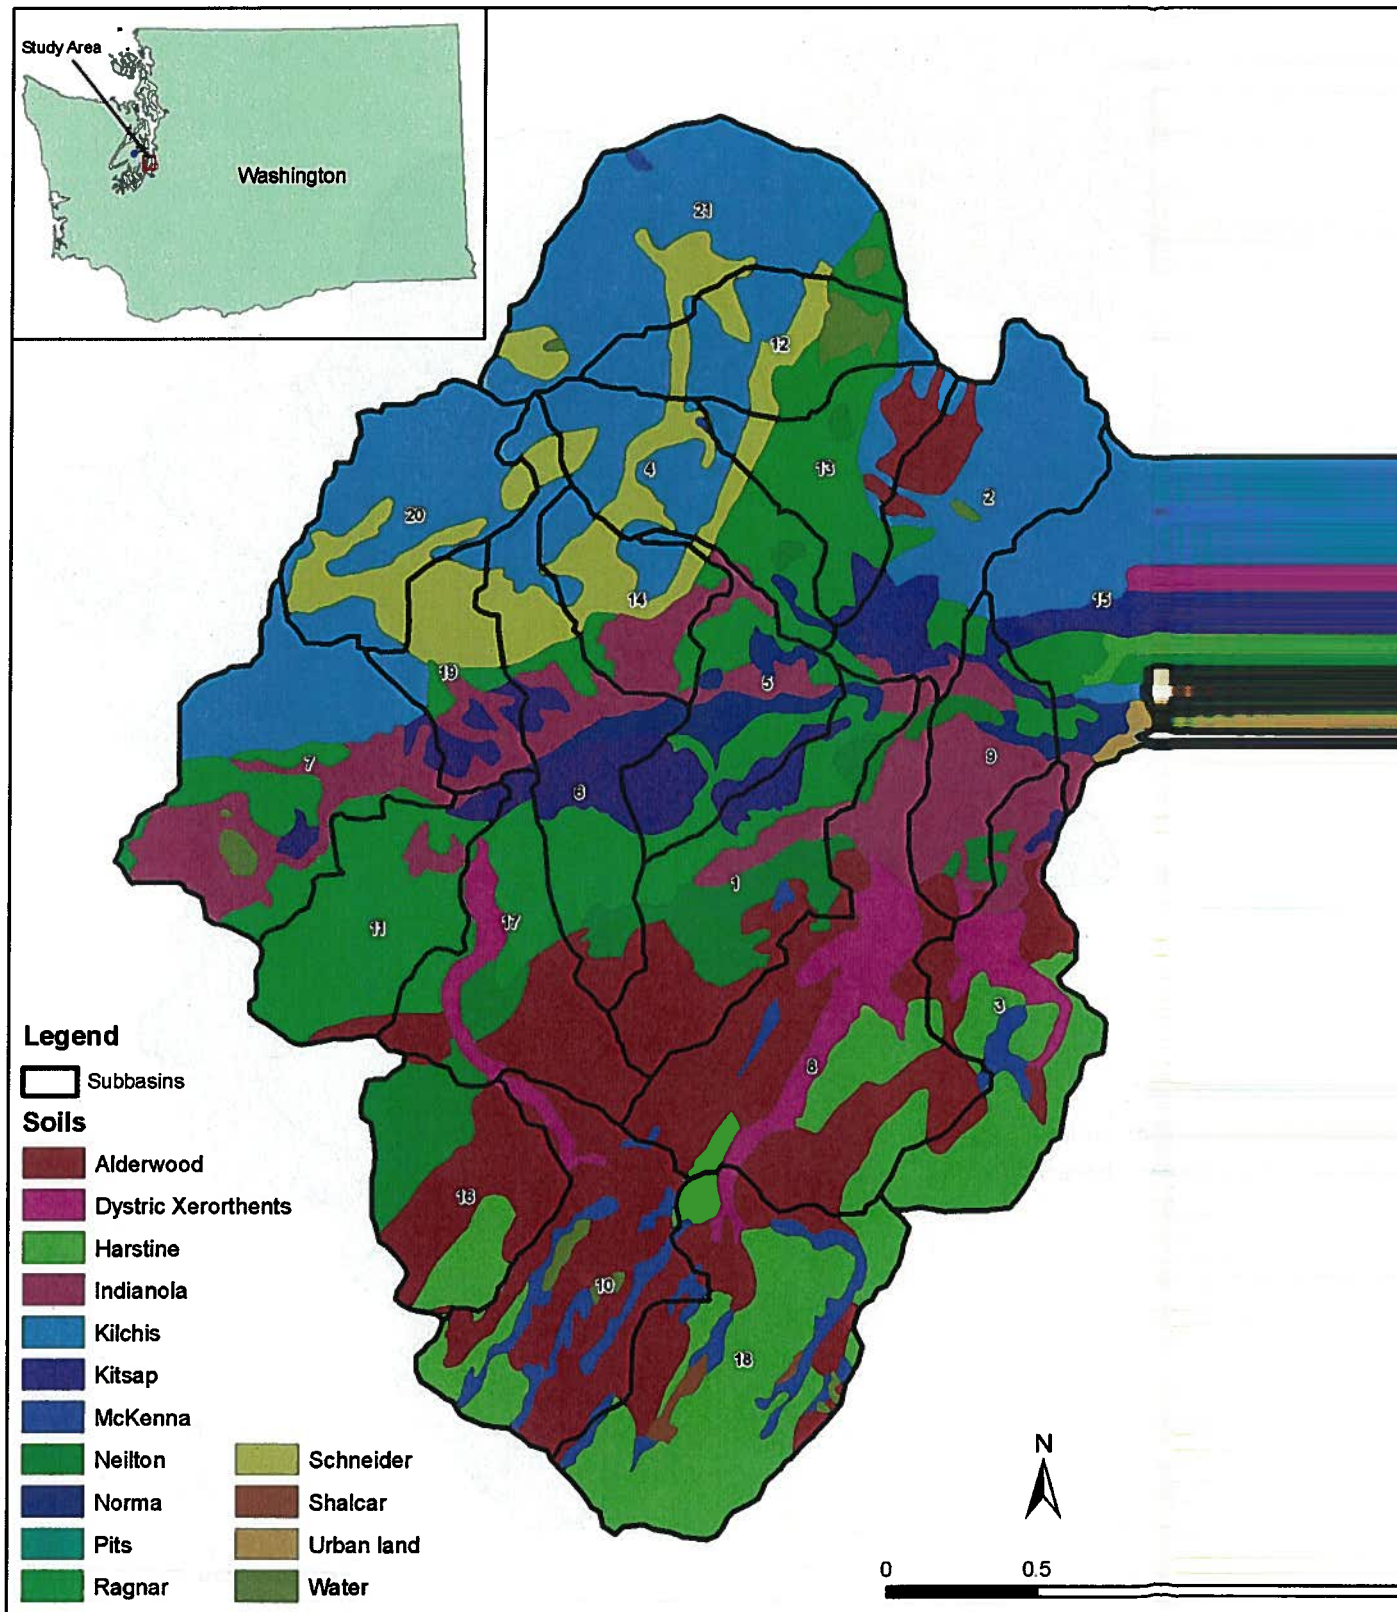 Study Area
Washington
21
12
4
13
2
20
14
15
19
5
7
9
6
1
11
17
3
8
16
10
18
Legend
Subbasins
Soils
Alderwood
Dystric Xerorthents
Harstine
Indianola
Kilchis
Kitsap
McKenna
Neilton
Norma
Pits
Ragnar
Schneider
Shalcar
Urban land
Water
N
0 0.5